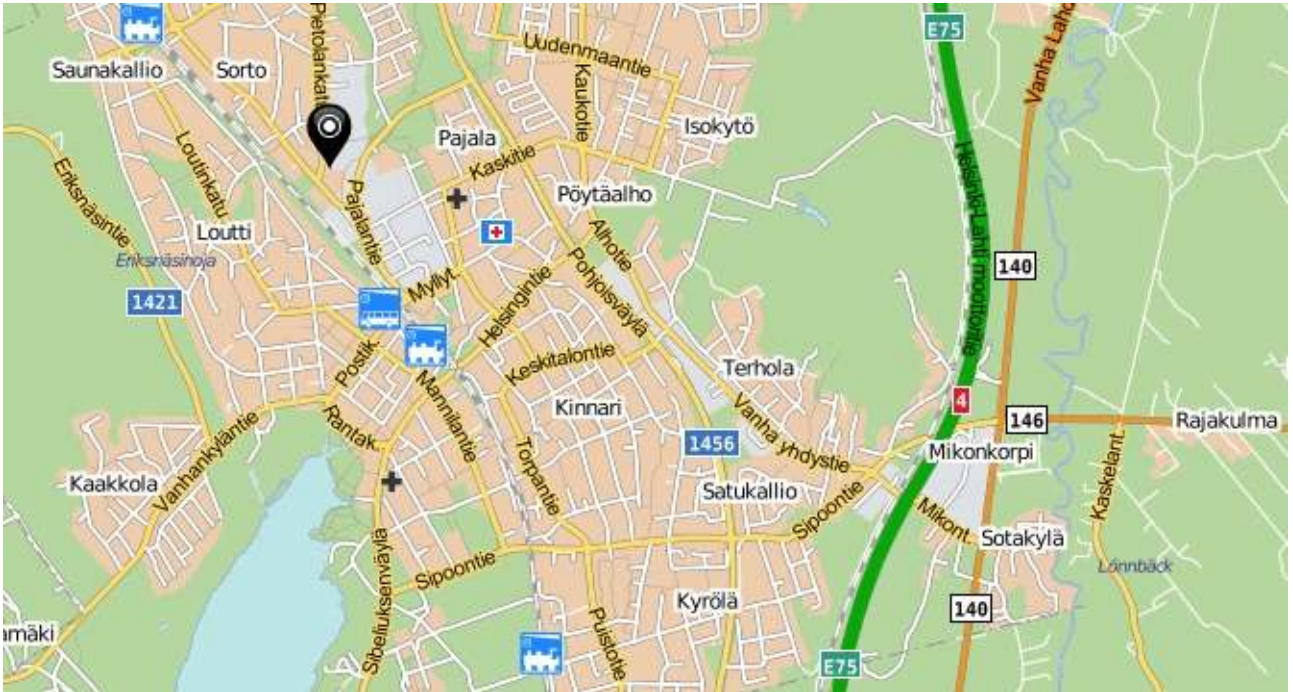 E75
Pietolankatu
Vanha Laho
Uudenmaantie
Saunakallio
Sorto
Kaukotie
Isokytö
Pajala
Kaskitie
Loutinkatu
Eriksnäsintie
Pajalantie
Pöytäalho
Helsinki-Lahti moottoritie
Loutti
Alhotie
Eriksnäsinoja
Pohjoisväylä
140
1421
Myllyt.
Helsingintie
Postik.
Keskitalontie
Terhola
Mannilantie
Kinnari
4
Vanha yhdystie
146
Rajakulma
Rantak.
1456
Mikonkorpi
Vanhankyläntie
Torpantie
Kaskelant.
Kaakkola
Satukallio
Sipoontie
Mikont.
Sotakylä
Sibeliuksenväylä
Sipoontie
Lönnbäck
Kyrölä
140
amäki
Puistotie
E75